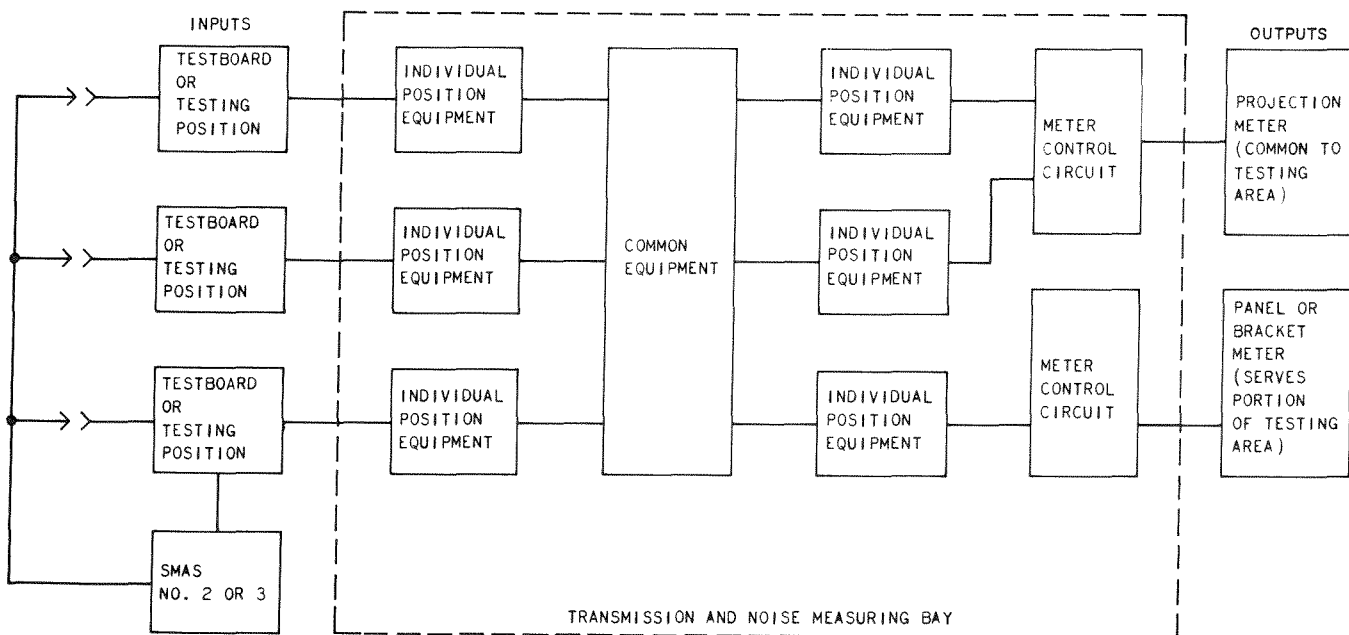 INPUTS
TESTBOARD
OR
TESTING
POSITION
TESTBOARD
OR
TESTING
POSITION
TESTBOARD
OR
TESTING
POSITION
SMAS
NO. 2 OR 3
INDIVIDUAL
POSITION
EQUIPMENT
INDIVIDUAL
POSITION
EQUIPMENT
INDIVIDUAL
POSITION
EQUIPMENT
COMMON
EQUIPMENT
INDIVIDUAL
POSITION
EQUIPMENT
INDIVIDUAL
POSITION
EQUIPMENT
INDIVIDUAL
POSITION
EQUIPMENT
METER
CONTROL
CIRCUIT
METER
CONTROL
CIRCUIT
OUTPUTS
PROJECTION
METER
(COMMON TO
TESTING
AREA)
PANEL OR
BRACKET
METER
(SERVES
PORTION
OF TESTING
AREA)
TRANSMISSION AND NOISE MEASURING BAY